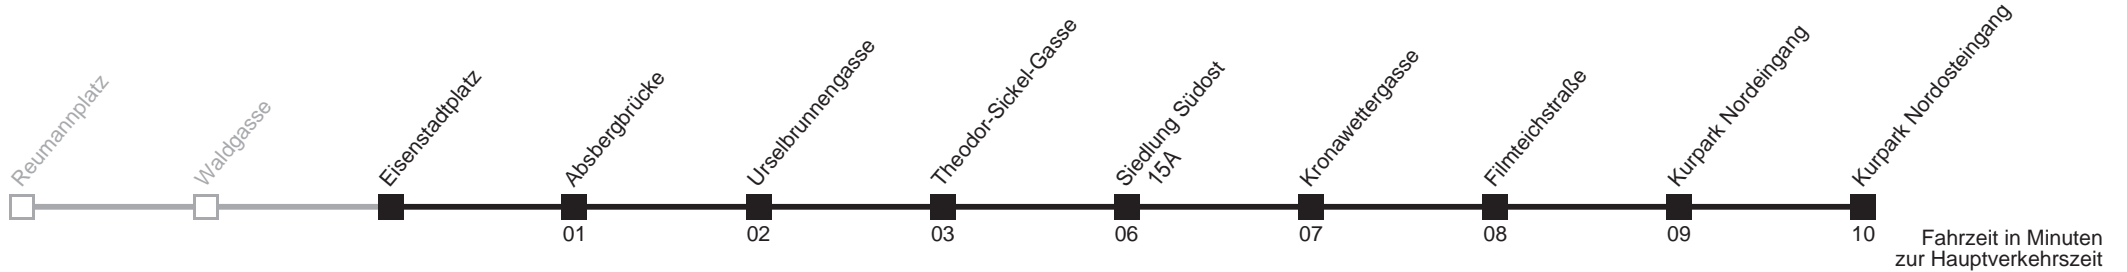 Reumannplatz
Waldgasse
Eisenstadtplatz
Absbergbrücke
Urselbrunnengasse
Theodor-Sickel-Gasse
Siedlung Südost
15A
Kronawettergasse
Filmteichstraße
Kurpark Nordeingang
Kurpark Nordosteingang
01
02
03
06
07
08
09
10
Fahrzeit in Minuten
zur Hauptverkehrszeit